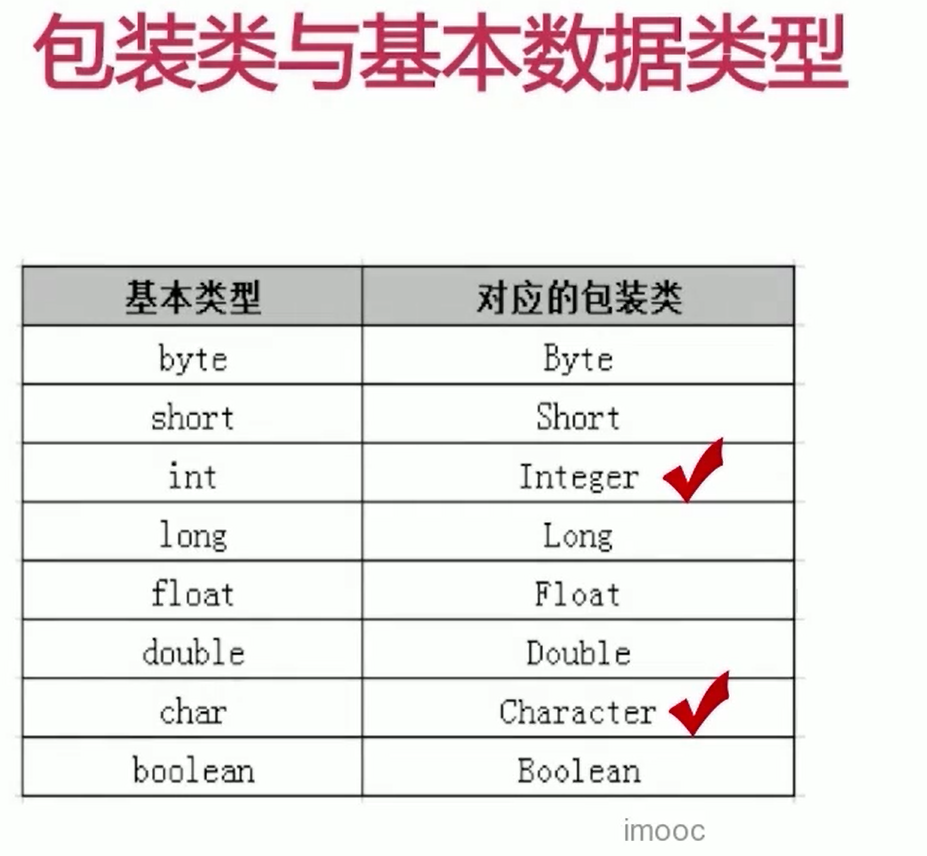 包装类与基本数据类型
基本类型 对应的包装类
byte Byte
short Short
int Integer
long Long
float Float
double Double
char Character
boolean Boolean
imooc